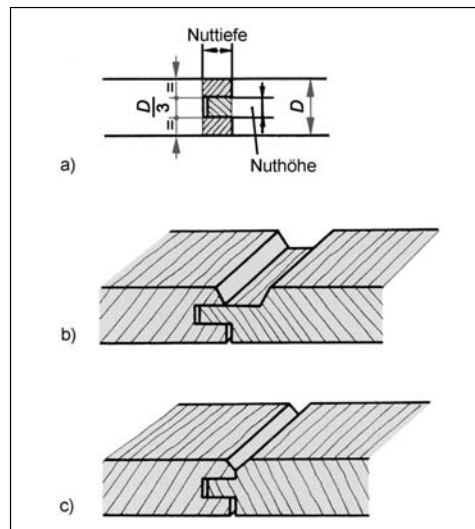 Nuttiefe
=
D/3
=
D
Nuthöhe
a)
b)
c)